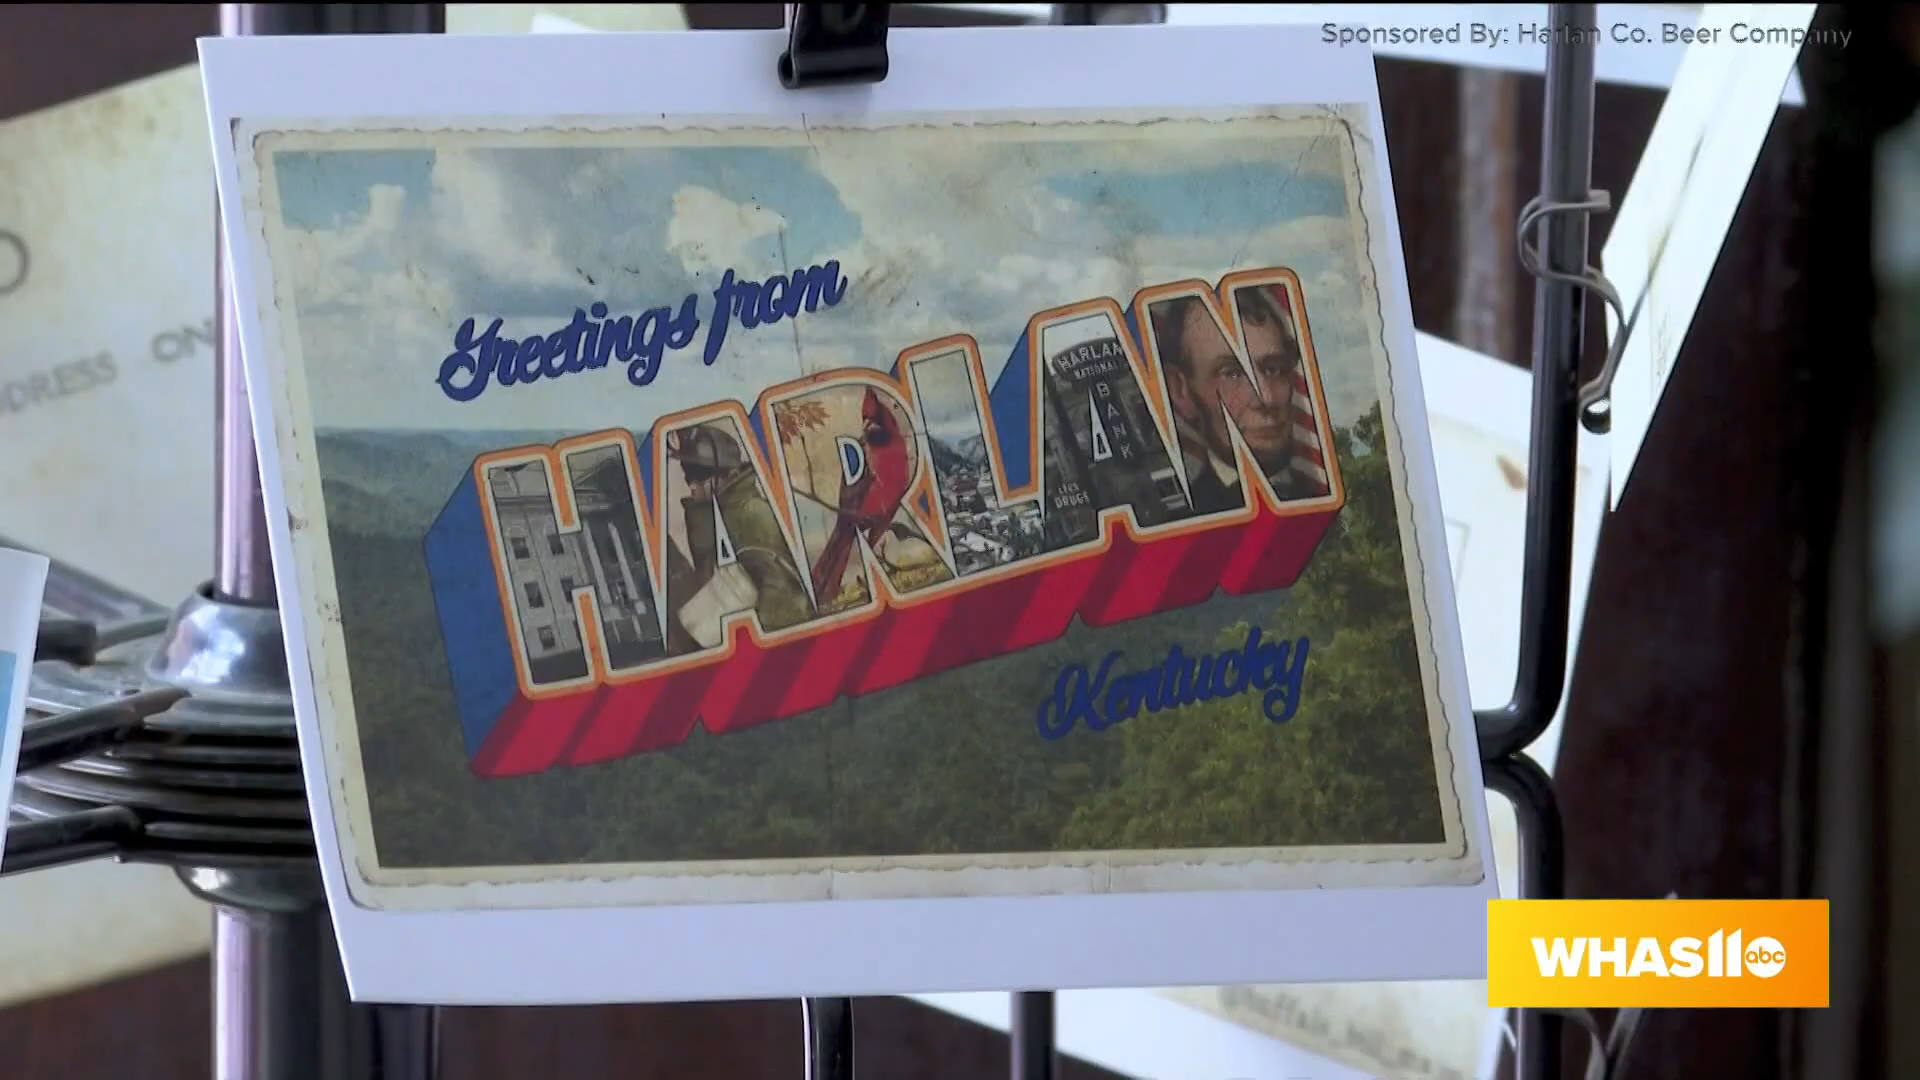 Sponsored By: Harlan Co. Beer Company
Greetings from
HARLAN
HARLAN
NATIONAL
BANK
DRUGS
Kentucky
WHAS11 abc